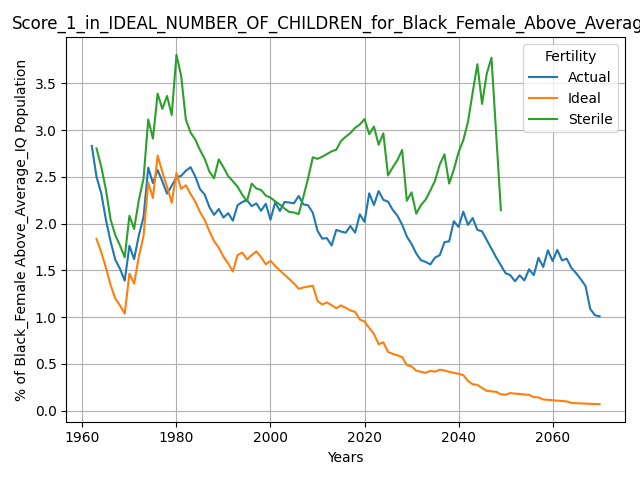 Score_1_in_IDEAL_NUMBER_OF_CHILDREN_for_Black_Female_Above_Averag
Fertility
Actual
Ideal
Sterile
% of Black_Female Above_Average_IQ Population
3.5
3.0
2.5
2.0
1.5
1.0
0.5
0.0
1960 1980 2000 2020 2040 2060
Years